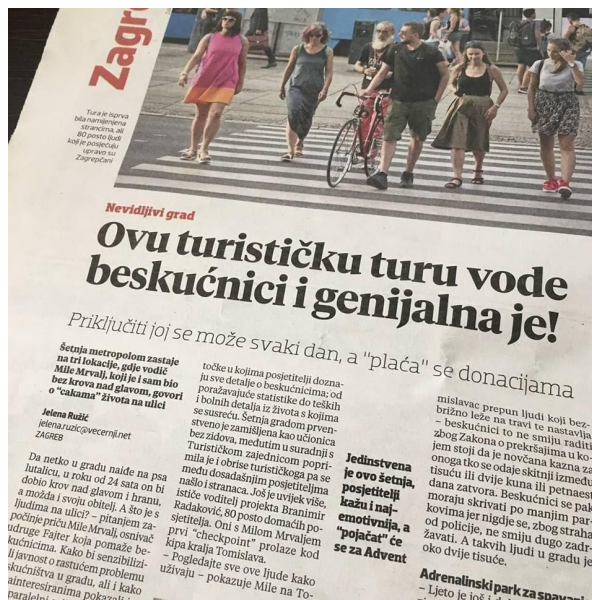 Zagre
Tura je isprva
bila namijenjena
strancima, ali
80 posto ljudi
koji je posjećuju
upravo su
Zagrepčani
Nevidljivi grad
Ovu turističku turu vode
beskućnici i genijalna je!
Priključiti joj se može svaki dan, a "plaća" se donacijama
Šetnja metropolom zastaje
na tri lokacije, gdje vodič
Mile Mrvalj, koji je i sam bio
bez krova nad glavom, govori
o "cakama" života na ulici
Jelena Ružić
jelena.ruzic@vecernji.net
ZAGREB
Da netko u gradu naiđe na psa
lutalicu, u roku od 24 sata on bi
dobio krov nad glavom i hranu,
a možda i svoju obitelj. A što je s
ljudima na ulici? – pitanjem za-
počinje priču Mile Mrvalj, osnivač
udruge Fajter koja pomaže be-
kućnicima. Kako bi senzibilizi-
li javnost o rastućem problemu
skućništva u gradu, ali i kako
interesiranima pokazali
paralelni
točke u kojima posjetitelji dozna-
ju sve detalje o beskućnicima; od
poražavajuće statistike do teških
i bolnih detalja iz života s kojima
se susreću. Šetnja gradom prven-
stveno je zamišljena kao učionica
bez zidova, međutim u suradnji s
Turističkom zajednicom popri-
mila je i obrise turističkoga pa se
među dosadašnjim posjetiteljima
našlo i stranaca. Još je uvijek više,
ističe voditelj projekta Branimir
Radaković, 80 posto domaćih po-
sjetitelja. Oni s Milom Mrvaljem
prvi "checkpoint" prolaze kod
kipa kralja Tomislava.
– Pogledajte sve ove ljude kako
uživaju – pokazuje Mile na To-
Jedinstvena
je ovo šetnja,
posjetitelji
kažu i naj-
emotivnija, a
"pojačat" će
se za Advent
mislavac prepun ljudi koji bez-
brižno leže na travi te nastavlja
– beskućnici to ne smiju raditi
zbog Zakona o prekršajima u ko-
jem stoji da je novčana kazna za
onoga tko se odaje skitnji između
tisuću ili dvije kuna ili petnaest
dana zatvora. Beskućnici se pak
moraju skrivati po manjim par-
kovima jer nigdje se, zbog straha
od policije, ne smiju dugo zadr-
žavati. A takvih ljudi u gradu je
oko dvije tisuće.
Adrenalinski park za spavanje
– Ljeto je još i